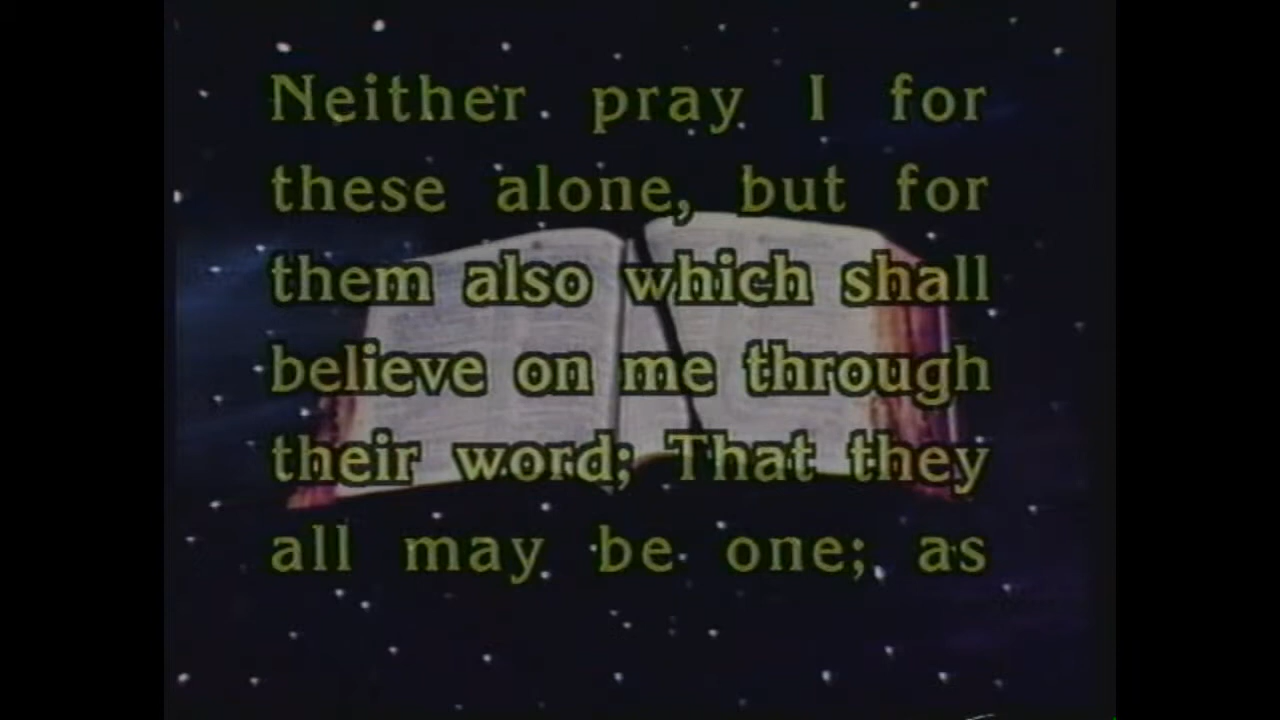 Neither pray I for
these alone, but for
them also which shall
believe on me through
their word; That they
all may be one; as